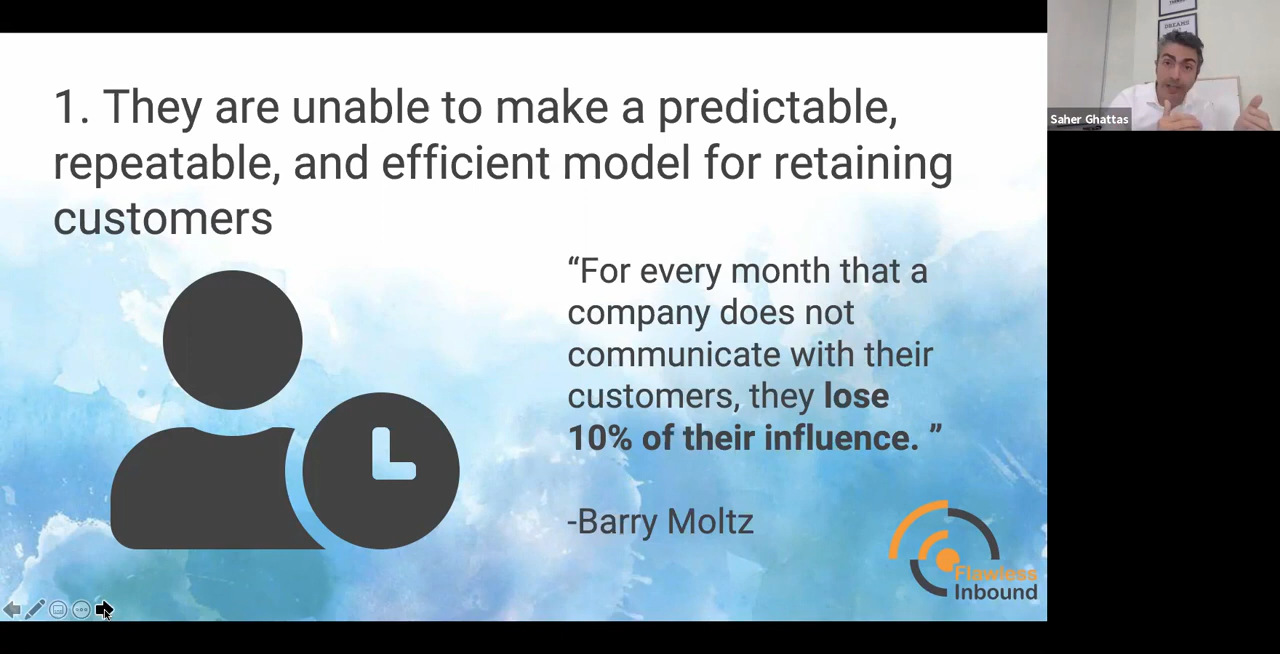 1. They are unable to make a predictable,
repeatable, and efficient model for retaining
customers
“For every month that a
company does not
communicate with their
customers, they lose
10% of their influence. ”
-Barry Moltz
Flawless
Inbound
DREAMS
Saher Ghattas